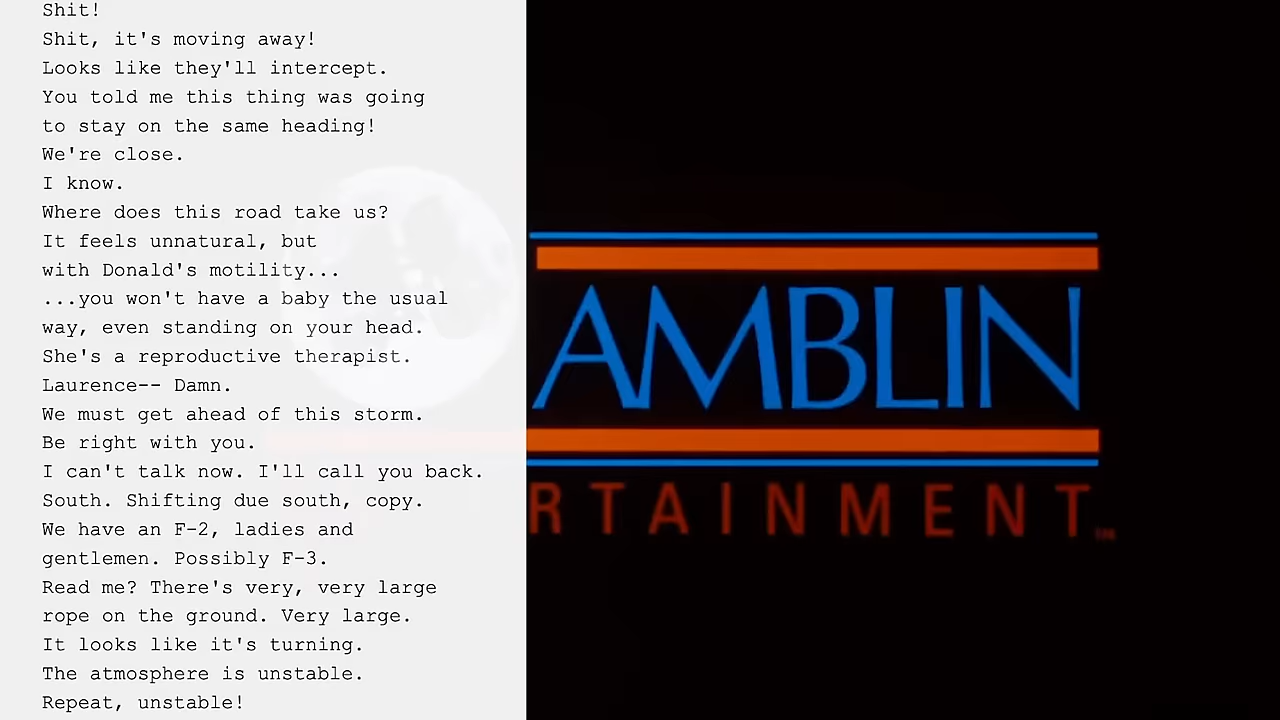 Shit!
Shit, it's moving away!
Looks like they'll intercept.
You told me this thing was going
to stay on the same heading!
We're close.
I know.
Where does this road take us?
It feels unnatural, but
with Donald's motility...
...you won't have a baby the usual
way, even standing on your head.
She's a reproductive therapist.
Laurence-- Damn.
We must get ahead of this storm.
Be right with you.
I can't talk now. I'll call you back.
South. Shifting due south, copy.
We have an F-2, ladies and
gentlemen. Possibly F-3.
Read me? There's very, very large
rope on the ground. Very large.
It looks like it's turning.
The atmosphere is unstable.
Repeat, unstable!
AMBLIN
RTAINMENT